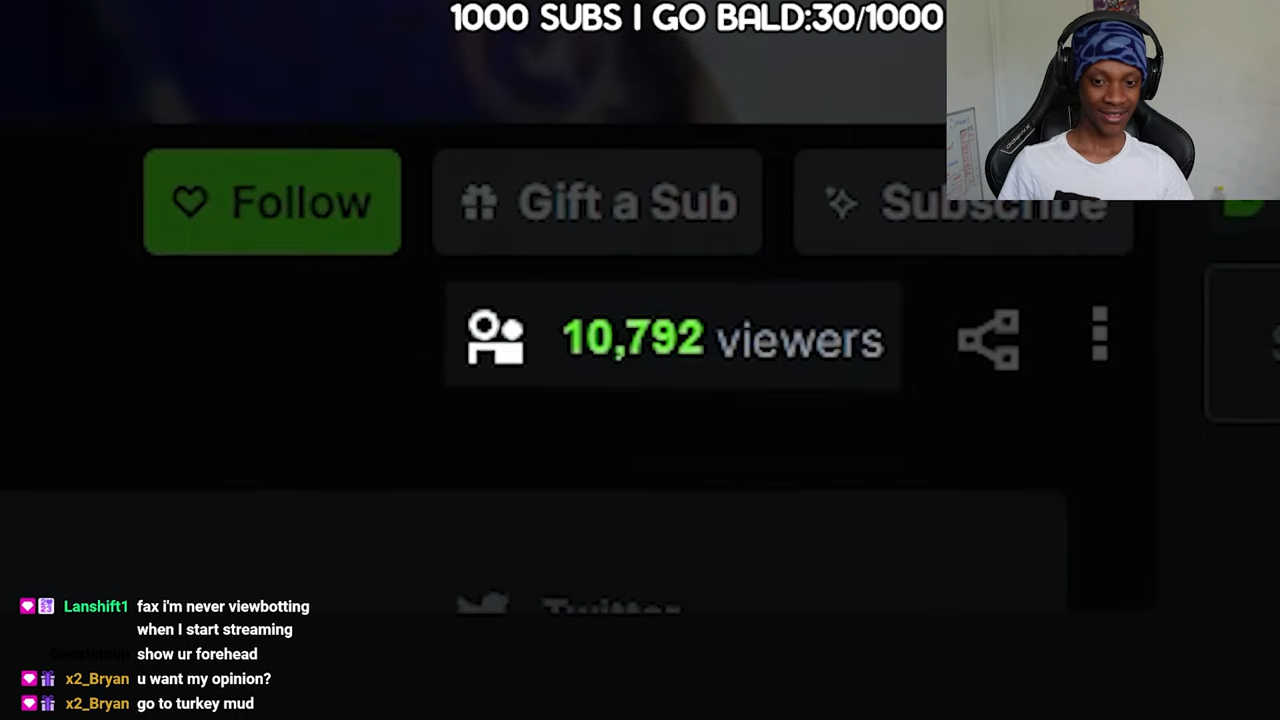 1000 SUBS I GO BALD:30/1000
Follow
Gift a Sub
Subscribe
10,792 viewers
Twitter
Lanshift1 fax i'm never viewbotting
when I start streaming
show ur forehead
x2_Bryan u want my opinion?
x2_Bryan go to turkey mud